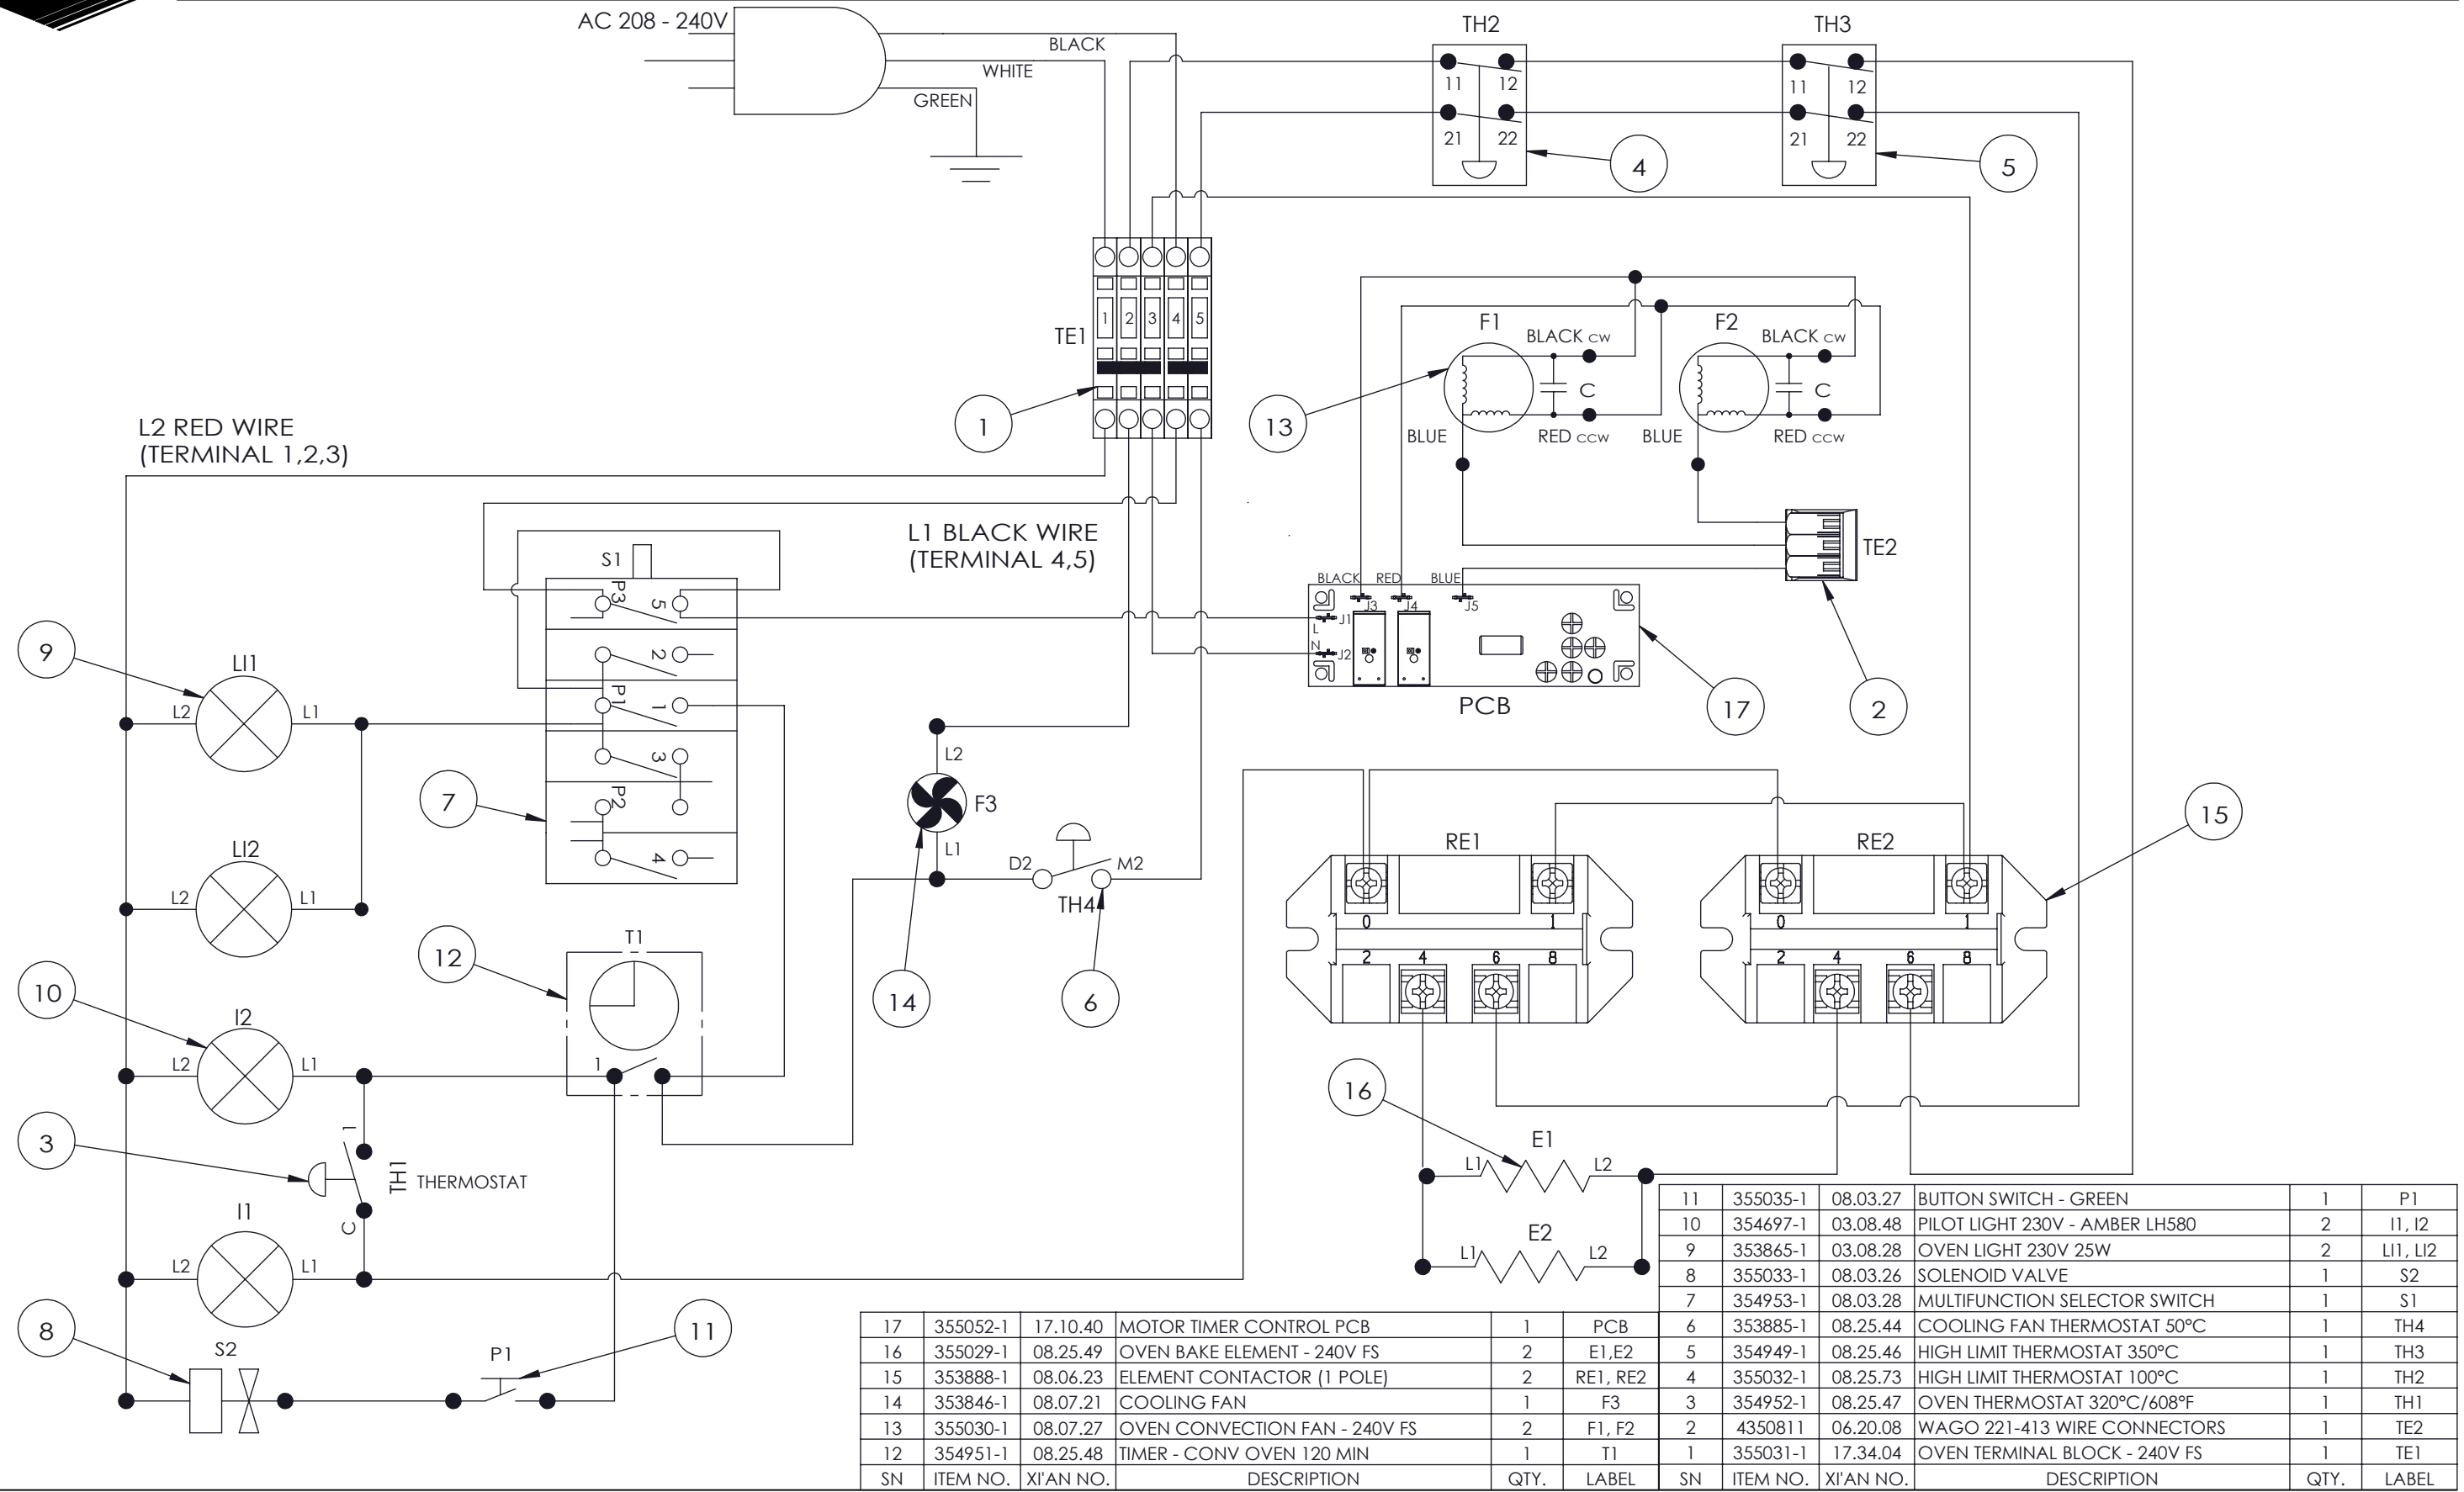 AC 208 - 240V
BLACK
WHITE
GREEN
TH2
TH3
11 12
21 22
11 12
21 22
4
5
TE1
1 2 3 4 5
1
L2 RED WIRE
(TERMINAL 1,2,3)
L1 BLACK WIRE
(TERMINAL 4,5)
F1
BLACK CW
C
RED CCW
BLUE
F2
BLACK CW
C
RED CCW
BLUE
13
TE2
2
BLACK RED BLUE
J3 J4 J5
J1
L
N
J2
PCB
17
S1
P3 5
2
P1 1
3
P2
4
7
9
LI1
L2 L1
LI2
L2 L1
10
I2
L2 L1
3
1
TH1 THERMOSTAT
C
I1
L2 L1
8
S2
P1
11
12
T1
1
L2
F3
L1
14
D2 M2
TH4
6
RE1
0 1
2 4 6 8
RE2
0 1
2 4 6 8
15
16
E1
L1 L2
E2
L1 L2
11 355035-1 08.03.27 BUTTON SWITCH - GREEN 1 P1
10 354697-1 03.08.48 PILOT LIGHT 230V - AMBER LH580 2 I1, I2
9 353865-1 03.08.28 OVEN LIGHT 230V 25W 2 LI1, LI2
8 355033-1 08.03.26 SOLENOID VALVE 1 S2
7 354953-1 08.03.28 MULTIFUNCTION SELECTOR SWITCH 1 S1
6 353885-1 08.25.44 COOLING FAN THERMOSTAT 50°C 1 TH4
5 354949-1 08.25.46 HIGH LIMIT THERMOSTAT 350°C 1 TH3
4 355032-1 08.25.73 HIGH LIMIT THERMOSTAT 100°C 1 TH2
3 354952-1 08.25.47 OVEN THERMOSTAT 320°C/608°F 1 TH1
2 4350811 06.20.08 WAGO 221-413 WIRE CONNECTORS 1 TE2
1 355031-1 17.34.04 OVEN TERMINAL BLOCK - 240V FS 1 TE1
SN ITEM NO. XI'AN NO. DESCRIPTION QTY. LABEL
17 355052-1 17.10.40 MOTOR TIMER CONTROL PCB 1 PCB
16 355029-1 08.25.49 OVEN BAKE ELEMENT - 240V FS 2 E1,E2
15 353888-1 08.06.23 ELEMENT CONTACTOR (1 POLE) 2 RE1, RE2
14 353846-1 08.07.21 COOLING FAN 1 F3
13 355030-1 08.07.27 OVEN CONVECTION FAN - 240V FS 2 F1, F2
12 354951-1 08.25.48 TIMER - CONV OVEN 120 MIN 1 T1
SN ITEM NO. XI'AN NO. DESCRIPTION QTY. LABEL